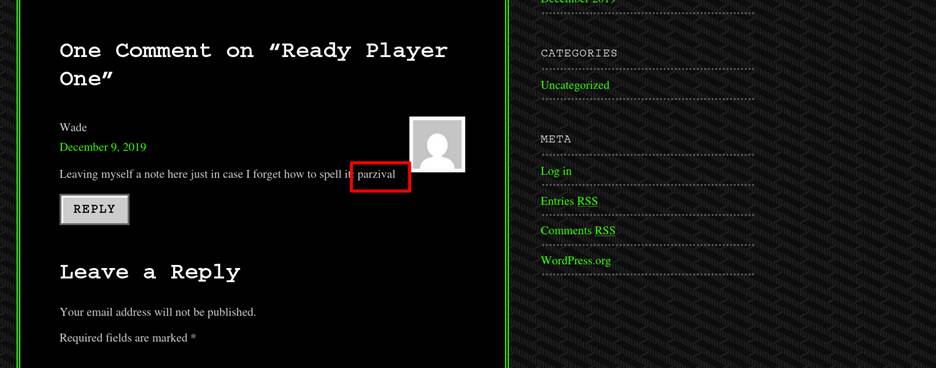 One Comment on “Ready Player
One”
Wade
December 9, 2019
Leaving myself a note here just in case I forget how to spell it: parzival
REPLY
Leave a Reply
Your email address will not be published.
Required fields are marked *
December 2019
CATEGORIES
Uncategorized
META
Log in
Entries RSS
Comments RSS
WordPress.org